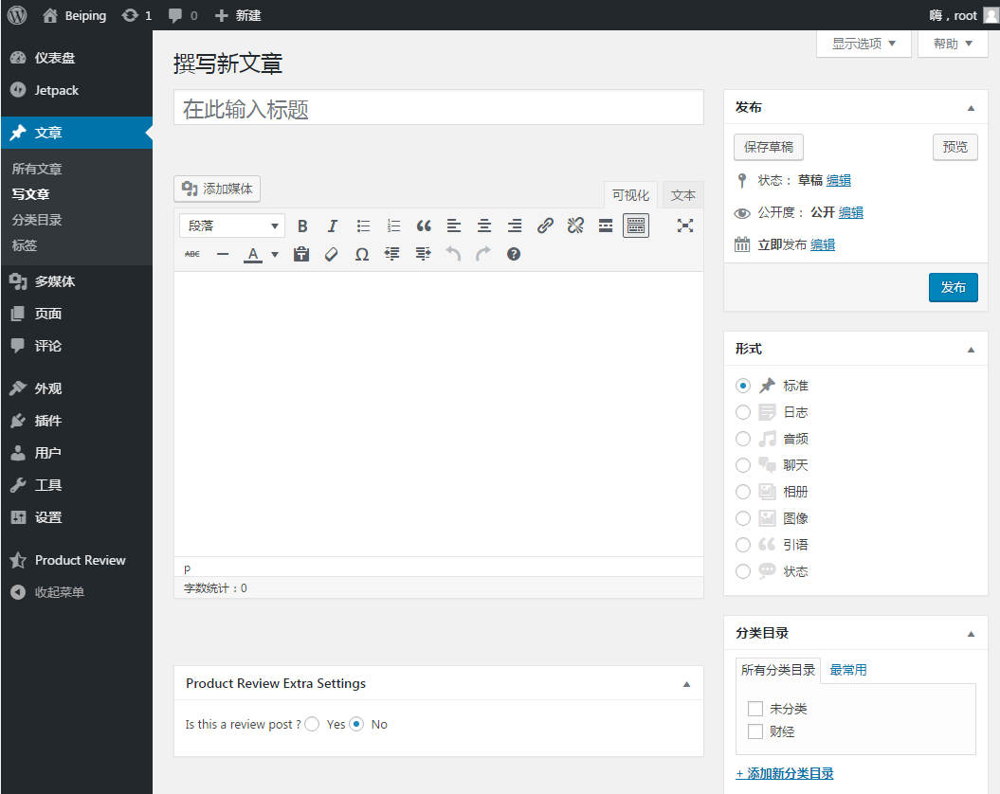 Beiping 1 0 新建 嗨，root
显示选项 帮助
仪表盘
Jetpack
文章
所有文章
写文章
分类目录
标签
多媒体
页面
评论
外观
插件
用户
工具
设置
Product Review
收起菜单
撰写新文章
在此输入标题
添加媒体
可视化 文本
段落 B I
ABC A Ω
p
字数统计：0
Product Review Extra Settings
Is this a review post ? Yes No
发布
保存草稿 预览
状态： 草稿 编辑
公开度： 公开 编辑
立即发布 编辑
发布
形式
标准
日志
音频
聊天
相册
图像
引语
状态
分类目录
所有分类目录 最常用
未分类
财经
+ 添加新分类目录